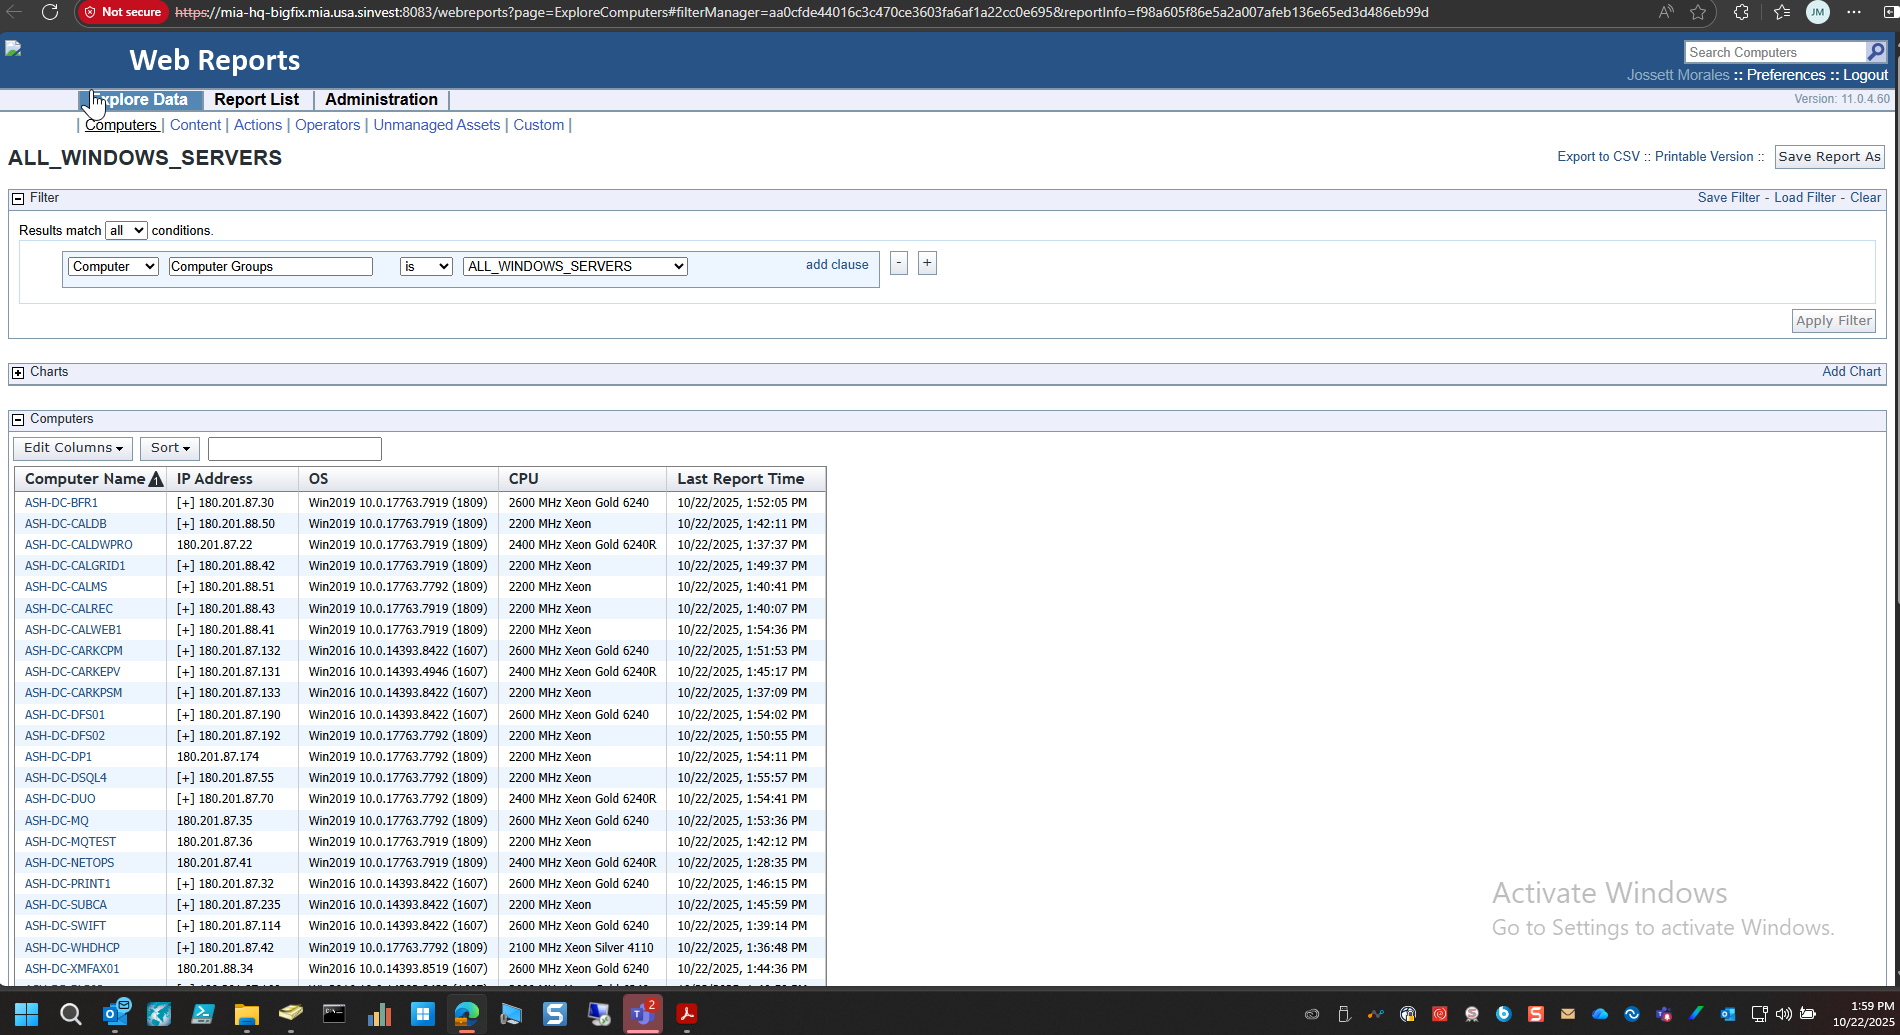 Not secure https://mia-hq-bigfix.mia.usa.sinvest:8083/webreports?page=ExploreComputers#filterManager=aa0cfde44016c3c470ce3603fa6af1a22cc0e695&reportInfo=f98a605f86e5a2a007afeb136e65ed3d486eb99d JM
Web Reports
Search Computers
Jossett Morales :: Preferences :: Logout
Explore Data Report List Administration
Version: 11.0.4.60
| Computers | Content | Actions | Operators | Unmanaged Assets | Custom |
ALL_WINDOWS_SERVERS
Export to CSV :: Printable Version :: Save Report As
Filter
Save Filter - Load Filter - Clear
Results match all conditions.
Computer Computer Groups is ALL_WINDOWS_SERVERS add clause - +
Apply Filter
Charts
Add Chart
Computers
Edit Columns Sort
Computer Name 1 IP Address OS CPU Last Report Time
ASH-DC-BFR1 [+] 180.201.87.30 Win2019 10.0.17763.7919 (1809) 2600 MHz Xeon Gold 6240 10/22/2025, 1:52:05 PM
ASH-DC-CALDB [+] 180.201.88.50 Win2019 10.0.17763.7919 (1809) 2200 MHz Xeon 10/22/2025, 1:42:11 PM
ASH-DC-CALDWPRO 180.201.87.22 Win2019 10.0.17763.7919 (1809) 2400 MHz Xeon Gold 6240R 10/22/2025, 1:37:37 PM
ASH-DC-CALGRID1 [+] 180.201.88.42 Win2019 10.0.17763.7919 (1809) 2200 MHz Xeon 10/22/2025, 1:49:37 PM
ASH-DC-CALMS [+] 180.201.88.51 Win2019 10.0.17763.7792 (1809) 2200 MHz Xeon 10/22/2025, 1:40:41 PM
ASH-DC-CALREC [+] 180.201.88.43 Win2019 10.0.17763.7919 (1809) 2200 MHz Xeon 10/22/2025, 1:40:07 PM
ASH-DC-CALWEB1 [+] 180.201.88.41 Win2019 10.0.17763.7919 (1809) 2200 MHz Xeon 10/22/2025, 1:54:36 PM
ASH-DC-CARKCPM [+] 180.201.87.132 Win2016 10.0.14393.8422 (1607) 2600 MHz Xeon Gold 6240 10/22/2025, 1:51:53 PM
ASH-DC-CARKEPV [+] 180.201.87.131 Win2016 10.0.14393.4946 (1607) 2400 MHz Xeon Gold 6240R 10/22/2025, 1:45:17 PM
ASH-DC-CARKPSM [+] 180.201.87.133 Win2016 10.0.14393.8422 (1607) 2200 MHz Xeon 10/22/2025, 1:37:09 PM
ASH-DC-DFS01 [+] 180.201.87.190 Win2016 10.0.14393.8422 (1607) 2600 MHz Xeon Gold 6240 10/22/2025, 1:54:02 PM
ASH-DC-DFS02 [+] 180.201.87.192 Win2019 10.0.17763.7792 (1809) 2200 MHz Xeon 10/22/2025, 1:50:55 PM
ASH-DC-DP1 180.201.87.174 Win2019 10.0.17763.7792 (1809) 2200 MHz Xeon 10/22/2025, 1:54:11 PM
ASH-DC-DSQL4 [+] 180.201.87.55 Win2019 10.0.17763.7792 (1809) 2200 MHz Xeon 10/22/2025, 1:55:57 PM
ASH-DC-DUO [+] 180.201.87.70 Win2019 10.0.17763.7792 (1809) 2400 MHz Xeon Gold 6240R 10/22/2025, 1:54:41 PM
ASH-DC-MQ 180.201.87.35 Win2019 10.0.17763.7792 (1809) 2600 MHz Xeon Gold 6240 10/22/2025, 1:53:36 PM
ASH-DC-MQTEST 180.201.87.36 Win2019 10.0.17763.7919 (1809) 2200 MHz Xeon 10/22/2025, 1:42:12 PM
ASH-DC-NETOPS 180.201.87.41 Win2019 10.0.17763.7919 (1809) 2400 MHz Xeon Gold 6240R 10/22/2025, 1:28:35 PM
ASH-DC-PRINT1 [+] 180.201.87.32 Win2016 10.0.14393.8422 (1607) 2600 MHz Xeon Gold 6240 10/22/2025, 1:46:15 PM
ASH-DC-SUBCA [+] 180.201.87.235 Win2016 10.0.14393.8422 (1607) 2200 MHz Xeon 10/22/2025, 1:45:59 PM
ASH-DC-SWIFT [+] 180.201.87.114 Win2016 10.0.14393.8422 (1607) 2600 MHz Xeon Gold 6240 10/22/2025, 1:39:14 PM
ASH-DC-WHDHCP [+] 180.201.87.42 Win2019 10.0.17763.7792 (1809) 2100 MHz Xeon Silver 4110 10/22/2025, 1:36:48 PM
ASH-DC-XMFAX01 180.201.88.34 Win2016 10.0.14393.8519 (1607) 2600 MHz Xeon Gold 6240 10/22/2025, 1:44:36 PM
Activate Windows
Go to Settings to activate Windows.
2
1:59 PM
10/22/2025